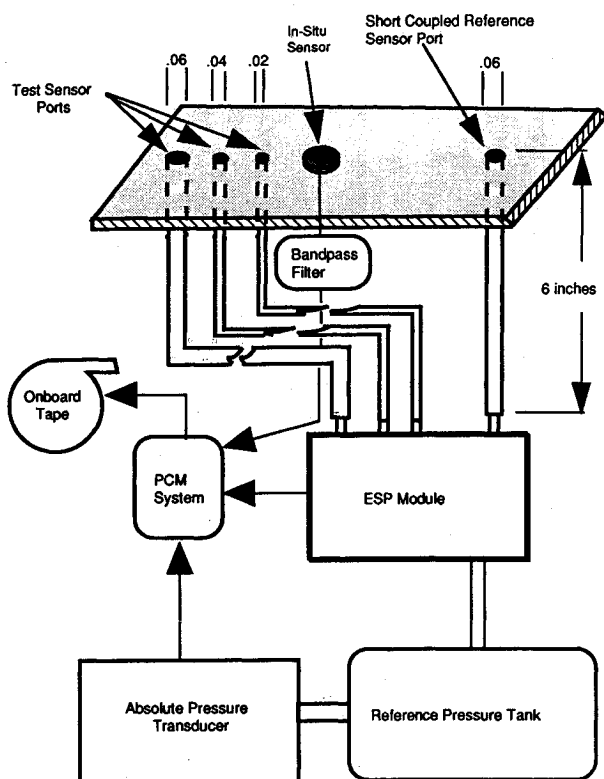 Short Coupled Reference
Sensor Port
In-Situ
Sensor
.06
.04
.02
.06
Test Sensor
Ports
Bandpass
Filter
6 inches
Onboard
Tape
PCM
System
ESP Module
Absolute Pressure
Transducer
Reference Pressure Tank